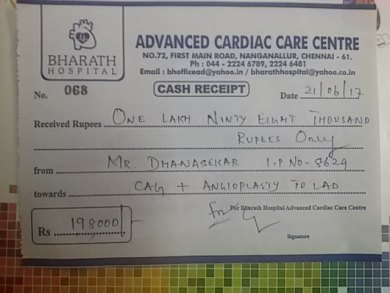 BHARATH
HOSPITAL
ADVANCED CARDIAC CARE CENTRE
NO.72, FIRST MAIN ROAD, NANGANALLUR, CHENNAI - 61.
Ph : 044 - 2224 6789, 2224 6481
Email : bhofficead@yahoo.in / bharathhospital@yahoo.co.in
No. 068 CASH RECEIPT Date 21/06/17
Received Rupees ONE LAKH NINTY EIGHT THOUSAND
RUPEES ONLY
from MR. DHANASEKAR I.P NO - 8629
towards CAG + ANGIOPLASTY TO LAD
For Bharath Hospital Advanced Cardiac Care Centre
Rs 198000/-
Signature